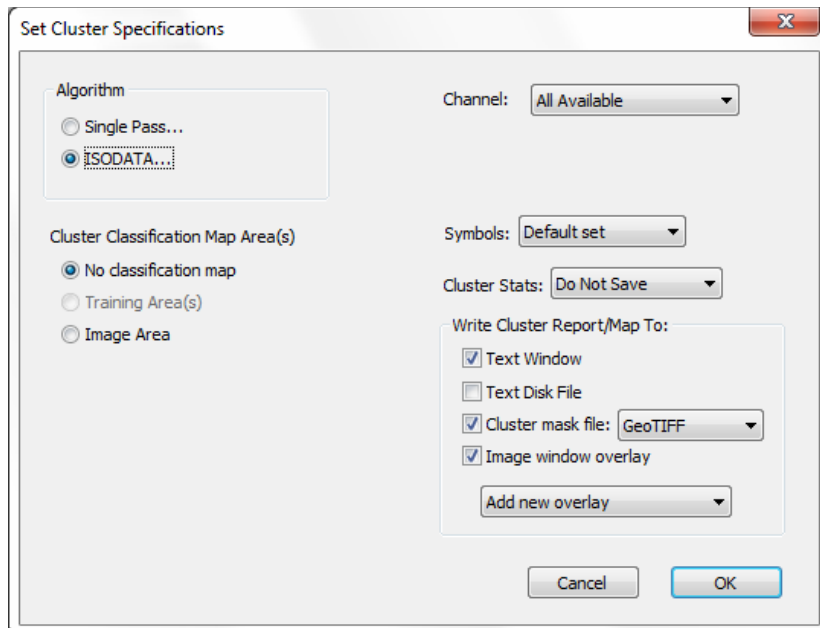 Set Cluster Specifications
Algorithm
Single Pass...
ISODATA...
Channel: All Available
Cluster Classification Map Area(s)
No classification map
Training Area(s)
Image Area
Symbols: Default set
Cluster Stats: Do Not Save
Write Cluster Report/Map To:
Text Window
Text Disk File
Cluster mask file: GeoTIFF
Image window overlay
Add new overlay
Cancel
OK